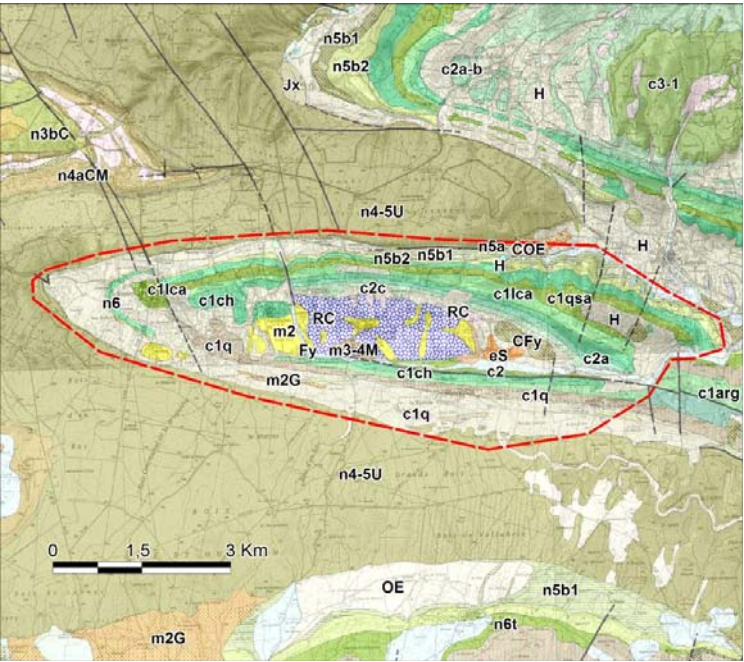 n5b1
n5b2
c2a-b
Jx
H
c3-1
n3bC
n4aCM
n4-5U
n5a COE
n5b2 n5b1
H
H
n6
c1lca
c1ch
c2c
c1lca
c1qsa
RC
RC
m2
H
c1q
Fy
m3-4M
CFy
eS
c2
c2a
m2G
c1ch
c1q
c1arg
c1q
n4-5U
0 1,5 3 Km
OE
n5b1
n6t
m2G